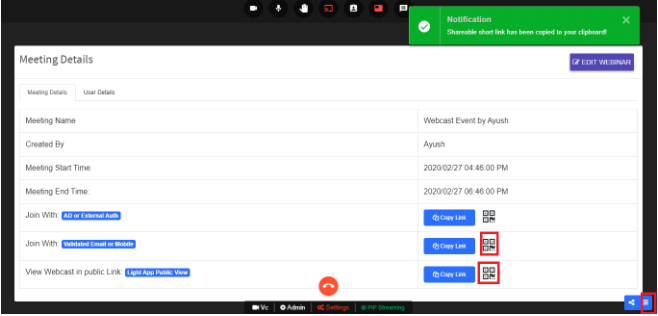 Notification
Shareable short link has been copied to your clipboard!
Meeting Details
EDIT WEBINAR
Meeting Details User Details
Meeting Name Webcast Event by Ayush
Created By Ayush
Meeting Start Time: 2020/02/27 04:46:00 PM
Meeting End Time: 2020/02/27 06:46:00 PM
Join With: AD or External Auth Copy Link
Join With: Validated Email or Mobile Copy Link
View Webcast in public Link: Light App Public View Copy Link
Vc Admin Settings PIP Streaming